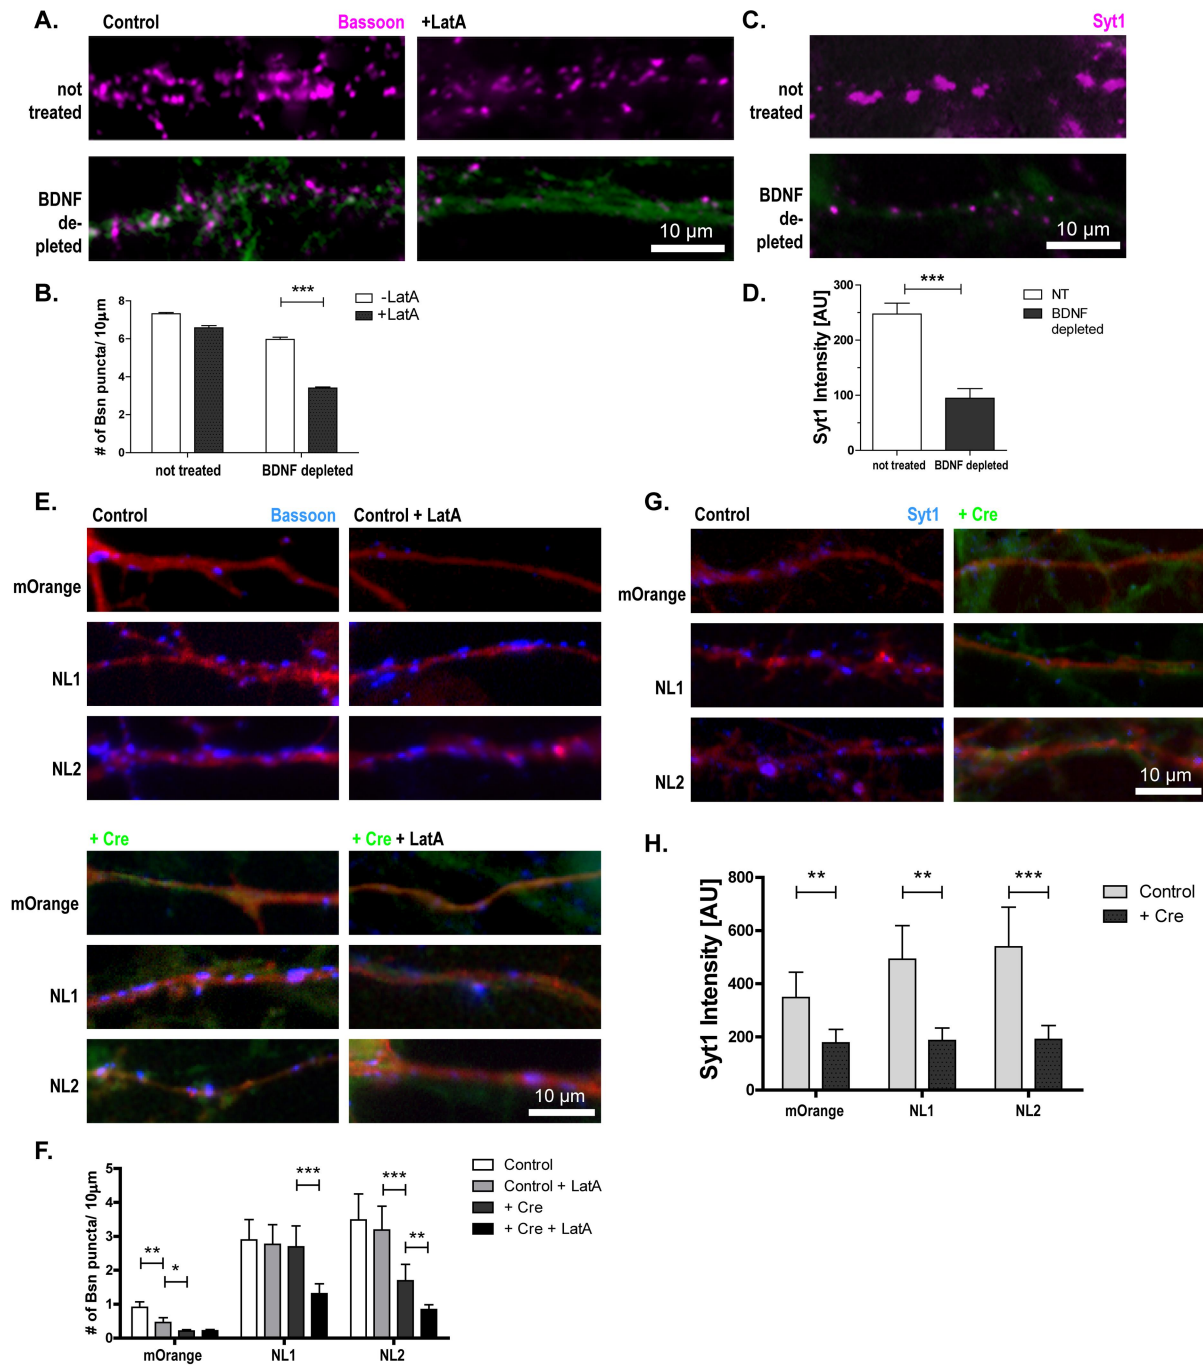 A.
Control
Bassoon
+LatA
not
treated
BDNF
de-
pleted
10 µm
C.
Syt1
not
treated
BDNF
de-
pleted
10 µm
B.
# of Bsn puncta/ 10µm
8
6
4
2
0
***
not treated
BDNF depleted
-LatA
+LatA
D.
Syt1 Intensity [AU]
300
200
100
0
***
not treated
BDNF depleted
NT
BDNF
depleted
E.
Control
Bassoon
Control + LatA
mOrange
NL1
NL2
+ Cre
+ Cre + LatA
mOrange
NL1
NL2
10 µm
G.
Control
Syt1
+ Cre
mOrange
NL1
NL2
10 µm
H.
Syt1 Intensity [AU]
800
600
400
200
0
**
**
***
mOrange
NL1
NL2
Control
+ Cre
F.
# of Bsn puncta/ 10µm
5
4
3
2
1
0
**
*
***
***
**
mOrange
NL1
NL2
Control
Control + LatA
+ Cre
+ Cre + LatA